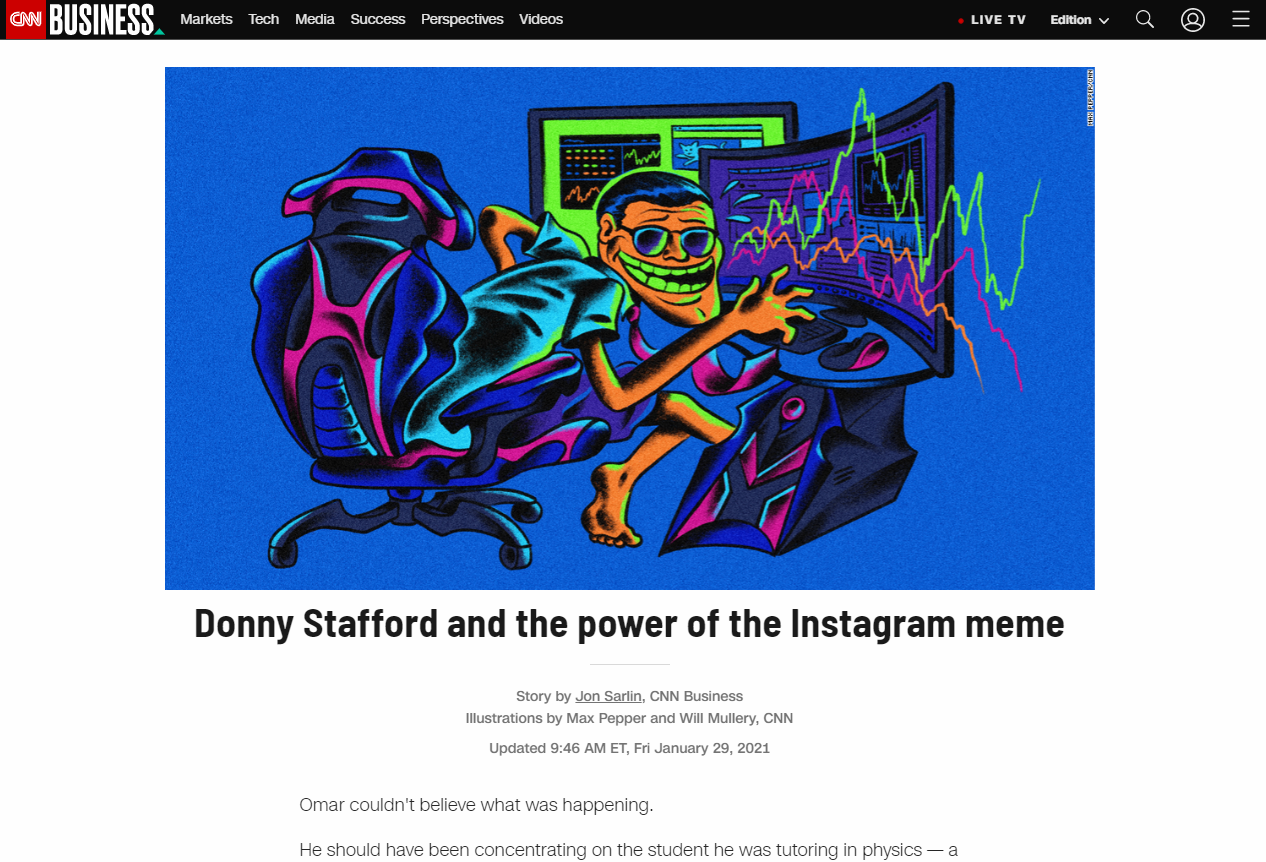 CNN BUSINESS Markets Tech Media Success Perspectives Videos LIVE TV Edition
MAX PEPPER/CNN
Donny Stafford and the power of the Instagram meme
Story by Jon Sarlin, CNN Business
Illustrations by Max Pepper and Will Mullery, CNN
Updated 9:46 AM ET, Fri January 29, 2021
Omar couldn't believe what was happening.
He should have been concentrating on the student he was tutoring in physics — a